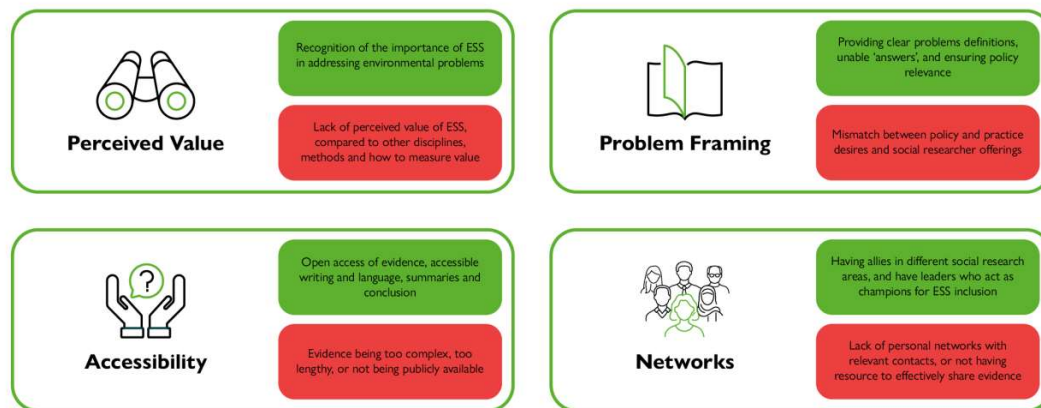 Perceived Value
Recognition of the importance of ESS
in addressing environmental problems
Lack of perceived value of ESS,
compared to other disciplines,
methods and how to measure value
Problem Framing
Providing clear problems definitions,
unable ‘answers’, and ensuring policy
relevance
Mismatch between policy and practice
desires and social researcher offerings
?
Accessibility
Open access of evidence, accessible
writing and language, summaries and
conclusion
Evidence being too complex, too
lengthy, or not being publicly available
Networks
Having allies in different social research
areas, and have leaders who act as
champions for ESS inclusion
Lack of personal networks with
relevant contacts, or not having
resource to effectively share evidence